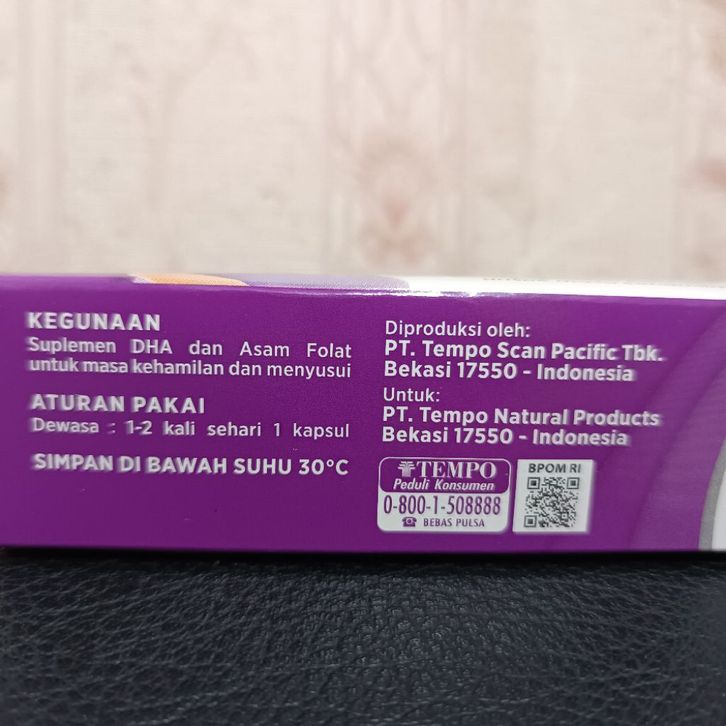 KEGUNAAN
Suplemen DHA dan Asam Folat
untuk masa kehamilan dan menyusui
ATURAN PAKAI
Dewasa : 1-2 kali sehari 1 kapsul
SIMPAN DI BAWAH SUHU 30°C
Diproduksi oleh:
PT. Tempo Scan Pacific Tbk.
Bekasi 17550 - Indonesia
Untuk:
PT. Tempo Natural Products
Bekasi 17550 - Indonesia
TEMPO
Peduli Konsumen
0-800-1-508888
BEBAS PULSA
BPOM RI